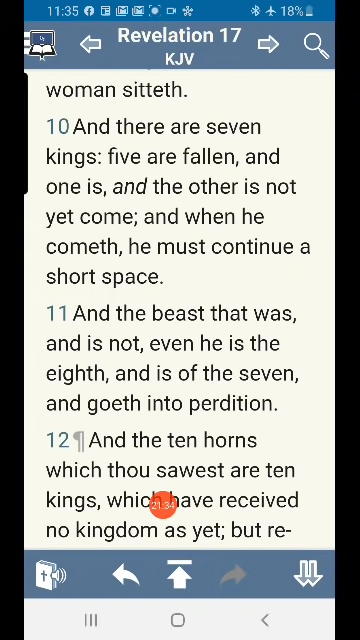 11:35
18%
Revelation 17
KJV
woman sitteth.
10 And there are seven
kings: five are fallen, and
one is, and the other is not
yet come; and when he
cometh, he must continue a
short space.
11 And the beast that was,
and is not, even he is the
eighth, and is of the seven,
and goeth into perdition.
12 ¶ And the ten horns
which thou sawest are ten
kings, which have received
21:34
no kingdom as yet; but re-